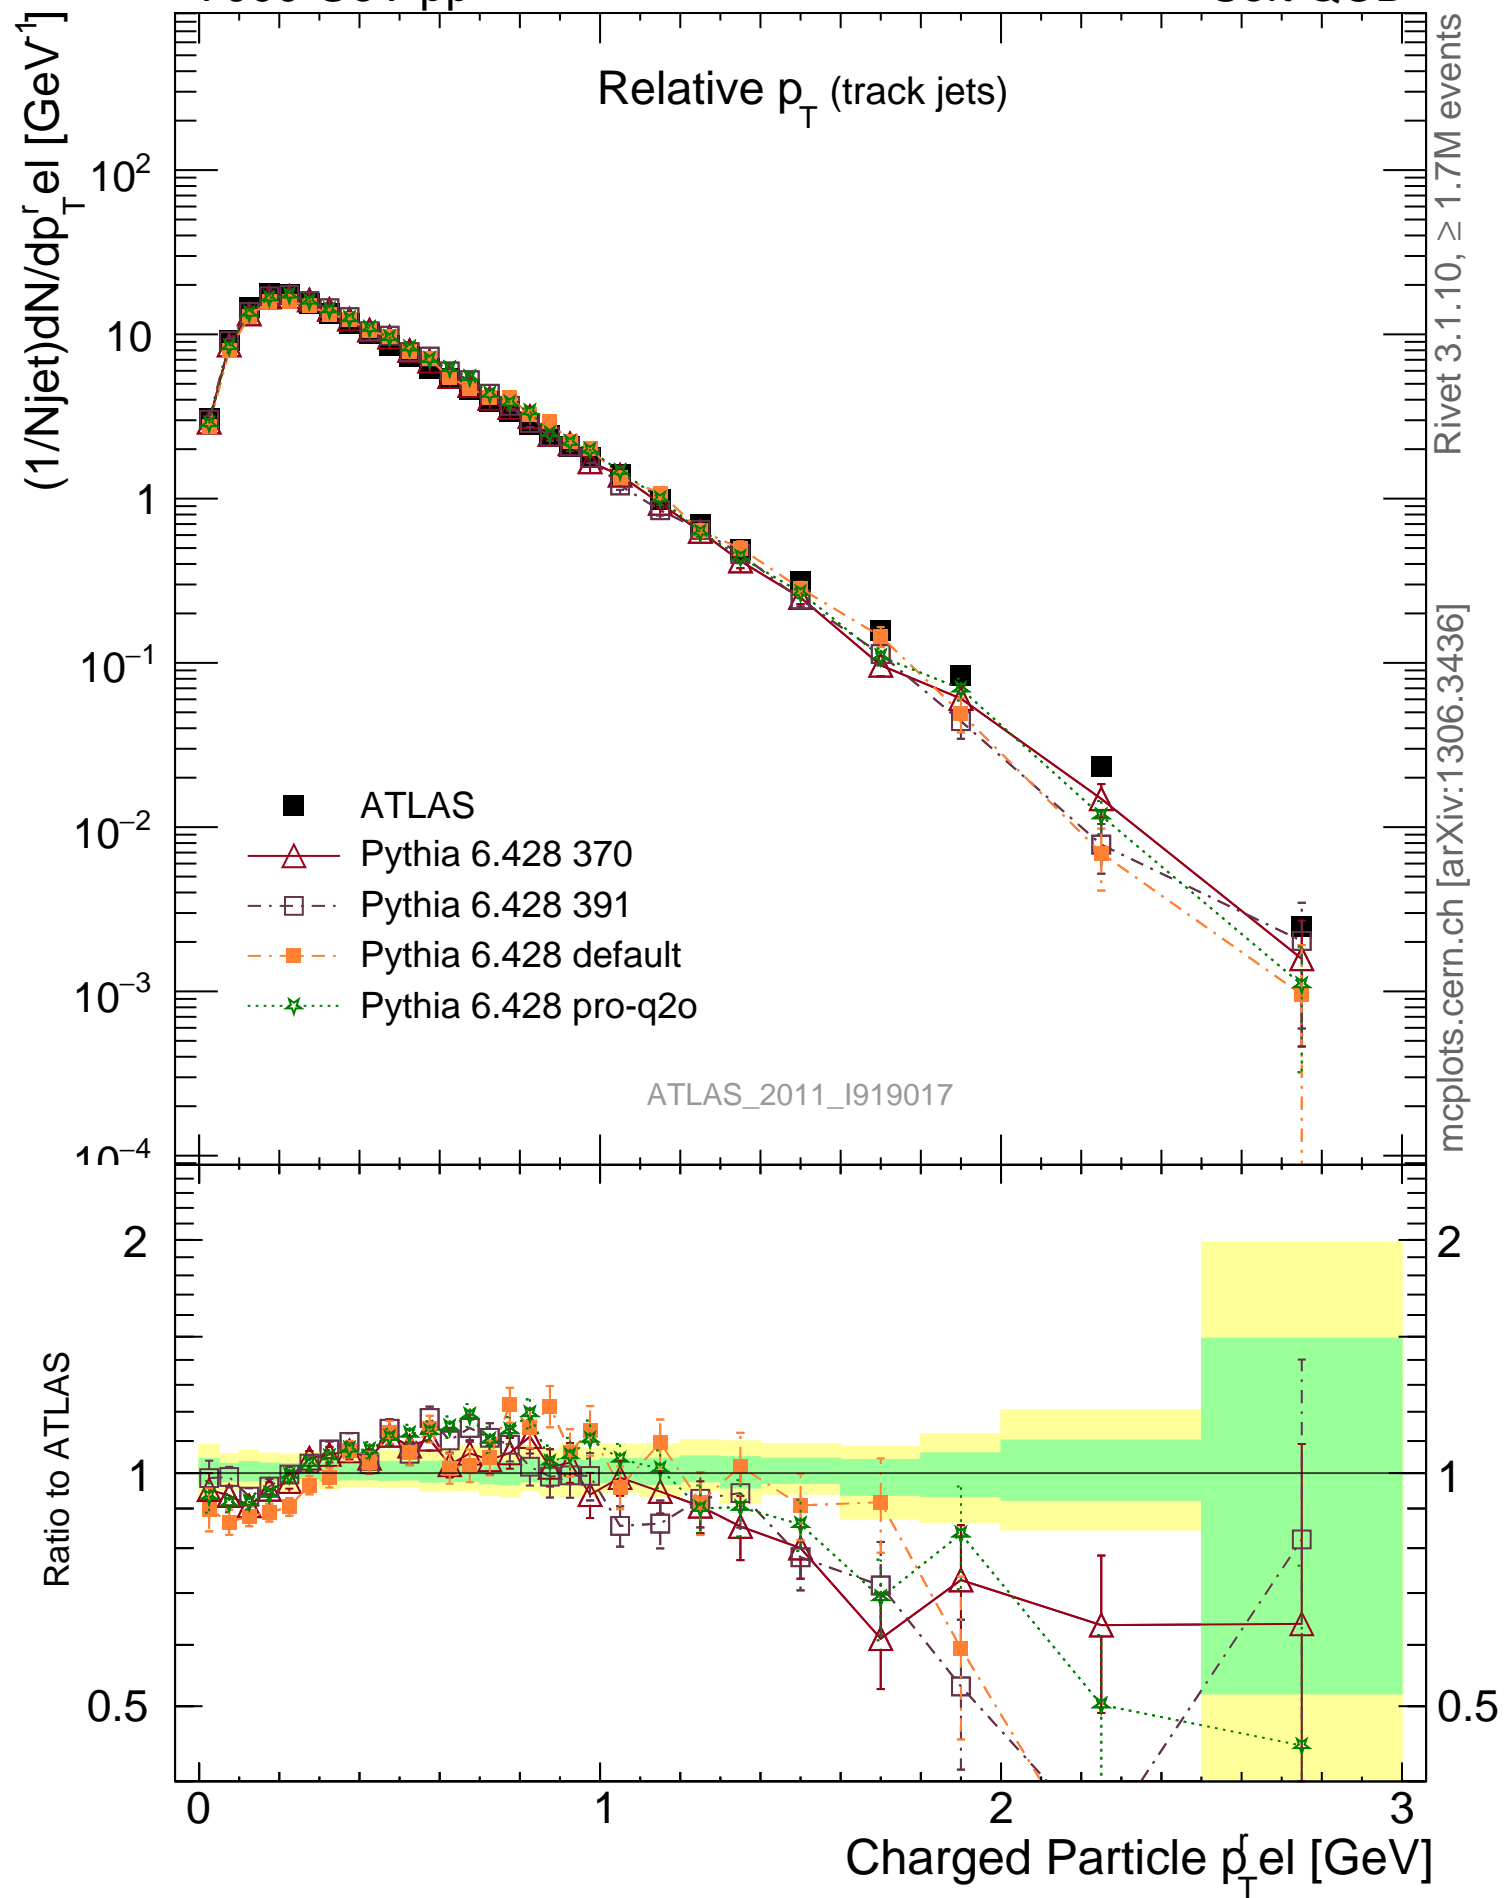 Relative p_T (track jets)
(1/Njet)dN/dp_T^rel [GeV^-1]
10^2
10
1
10^-1
10^-2
10^-3
10^-4
ATLAS
Pythia 6.428 370
Pythia 6.428 391
Pythia 6.428 default
Pythia 6.428 pro-q2o
ATLAS_2011_I919017
Rivet 3.1.10, ≥ 1.7M events
mcplots.cern.ch [arXiv:1306.3436]
Ratio to ATLAS
2
1
0.5
2
1
0.5
0 1 2 3
Charged Particle p_T^rel [GeV]